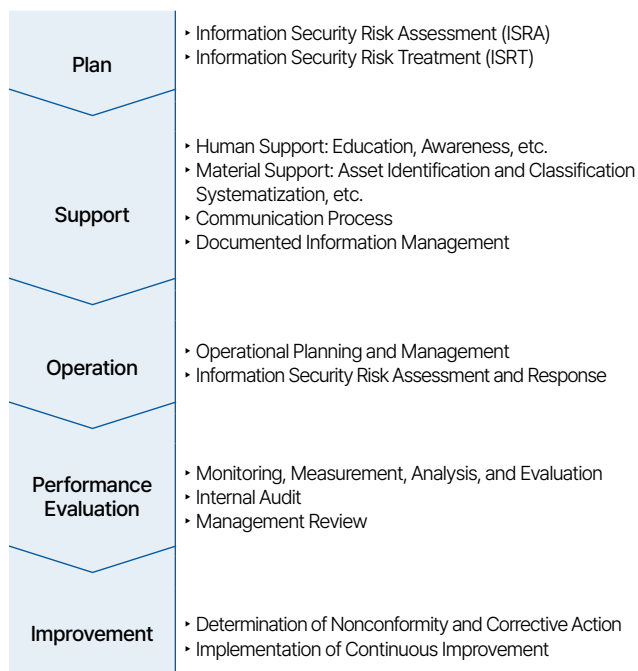 Plan
‣ Information Security Risk Assessment (ISRA)
‣ Information Security Risk Treatment (ISRT)
Support
‣ Human Support: Education, Awareness, etc.
‣ Material Support: Asset Identification and Classification
Systematization, etc.
‣ Communication Process
‣ Documented Information Management
Operation
‣ Operational Planning and Management
‣ Information Security Risk Assessment and Response
Performance
Evaluation
‣ Monitoring, Measurement, Analysis, and Evaluation
‣ Internal Audit
‣ Management Review
Improvement
‣ Determination of Nonconformity and Corrective Action
‣ Implementation of Continuous Improvement